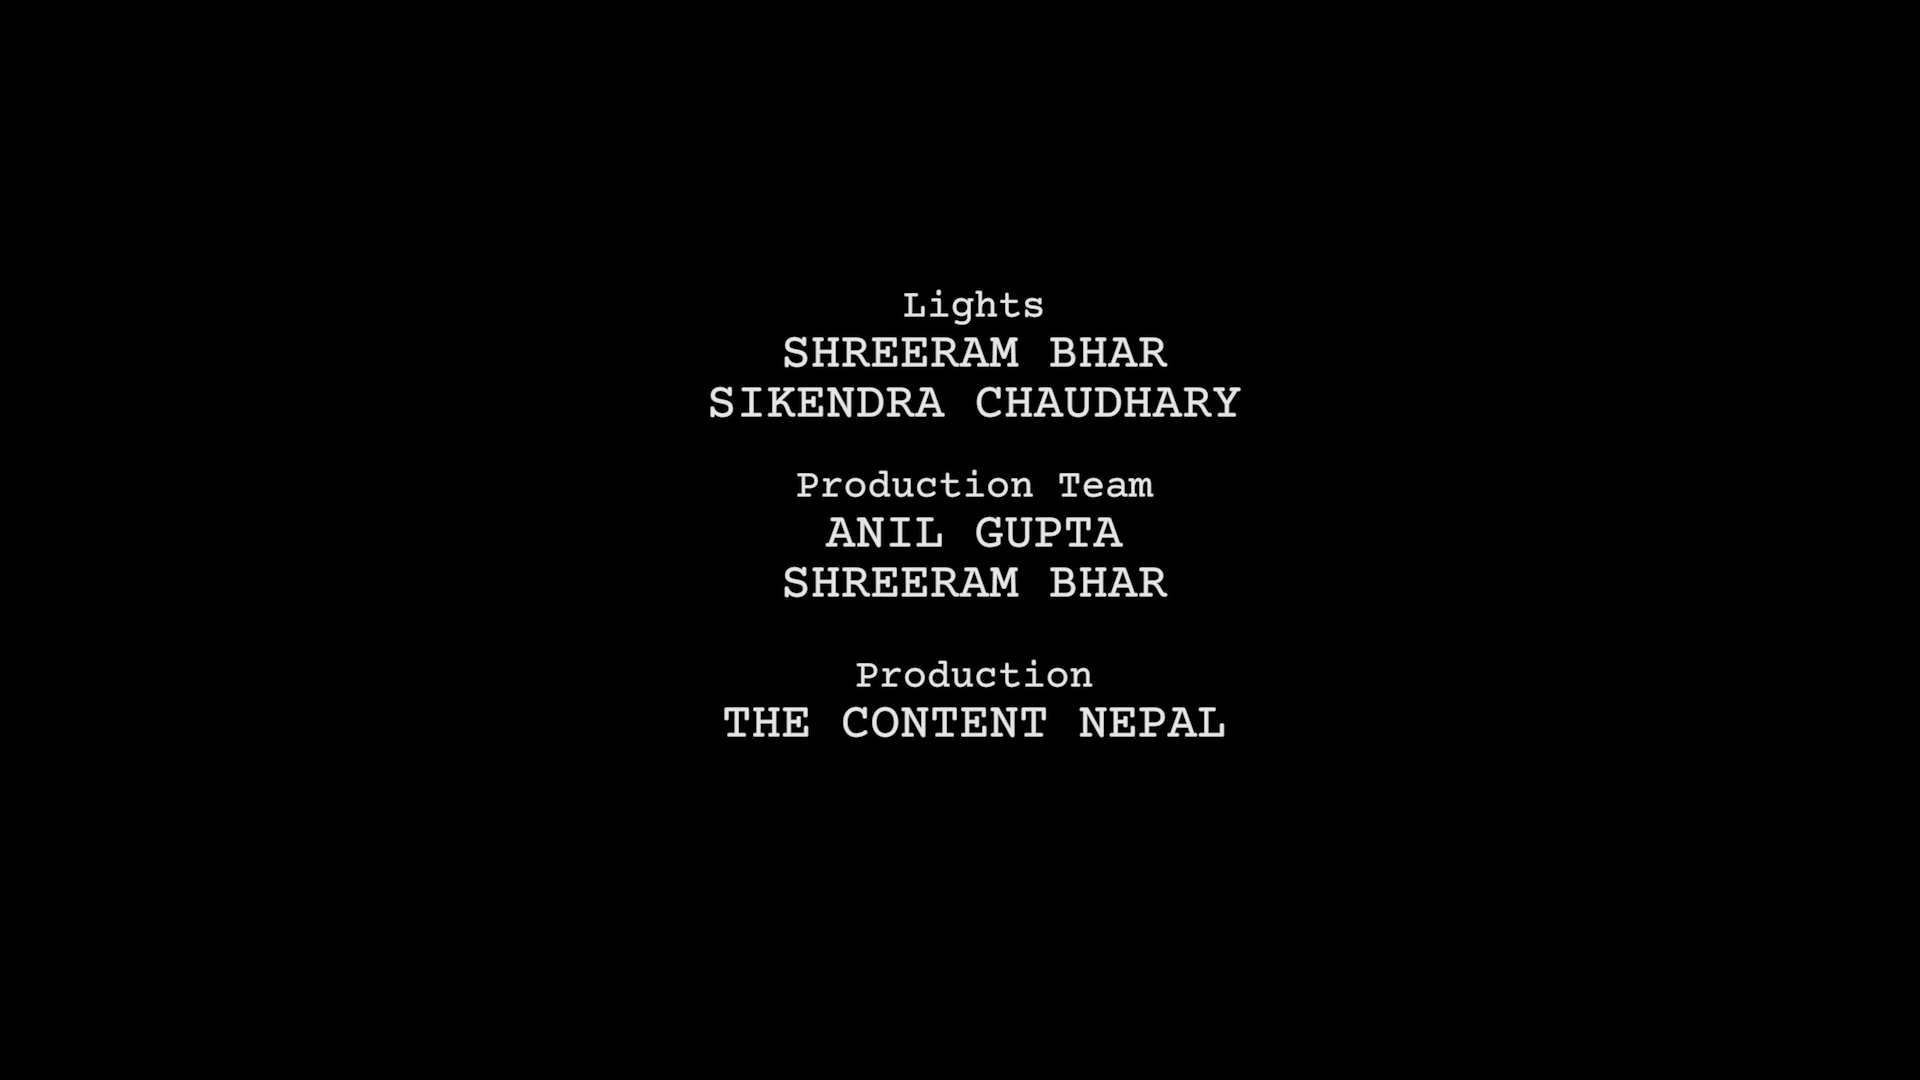 Lights
SHREERAM BHAR
SIKENDRA CHAUDHARY
Production Team
ANIL GUPTA
SHREERAM BHAR
Production
THE CONTENT NEPAL